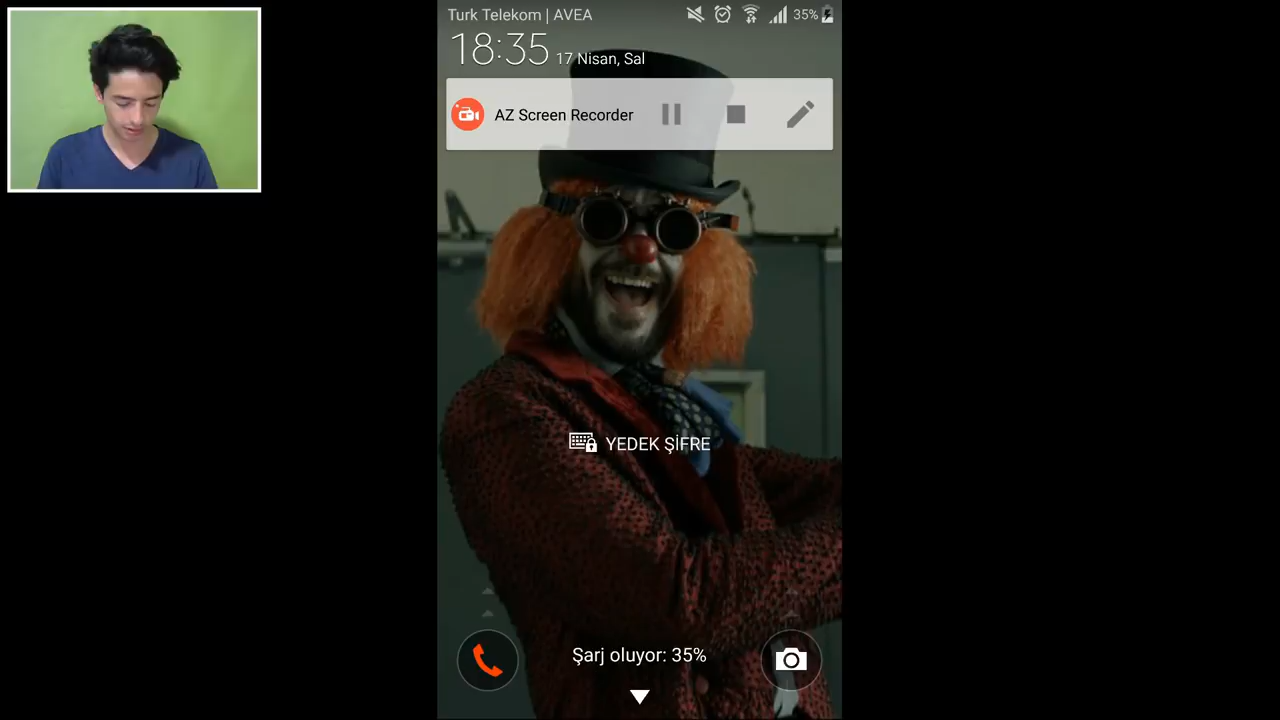 Turk Telekom | AVEA
35%
18:35 17 Nisan, Sal
AZ Screen Recorder
YEDEK ŞİFRE
Şarj oluyor: 35%